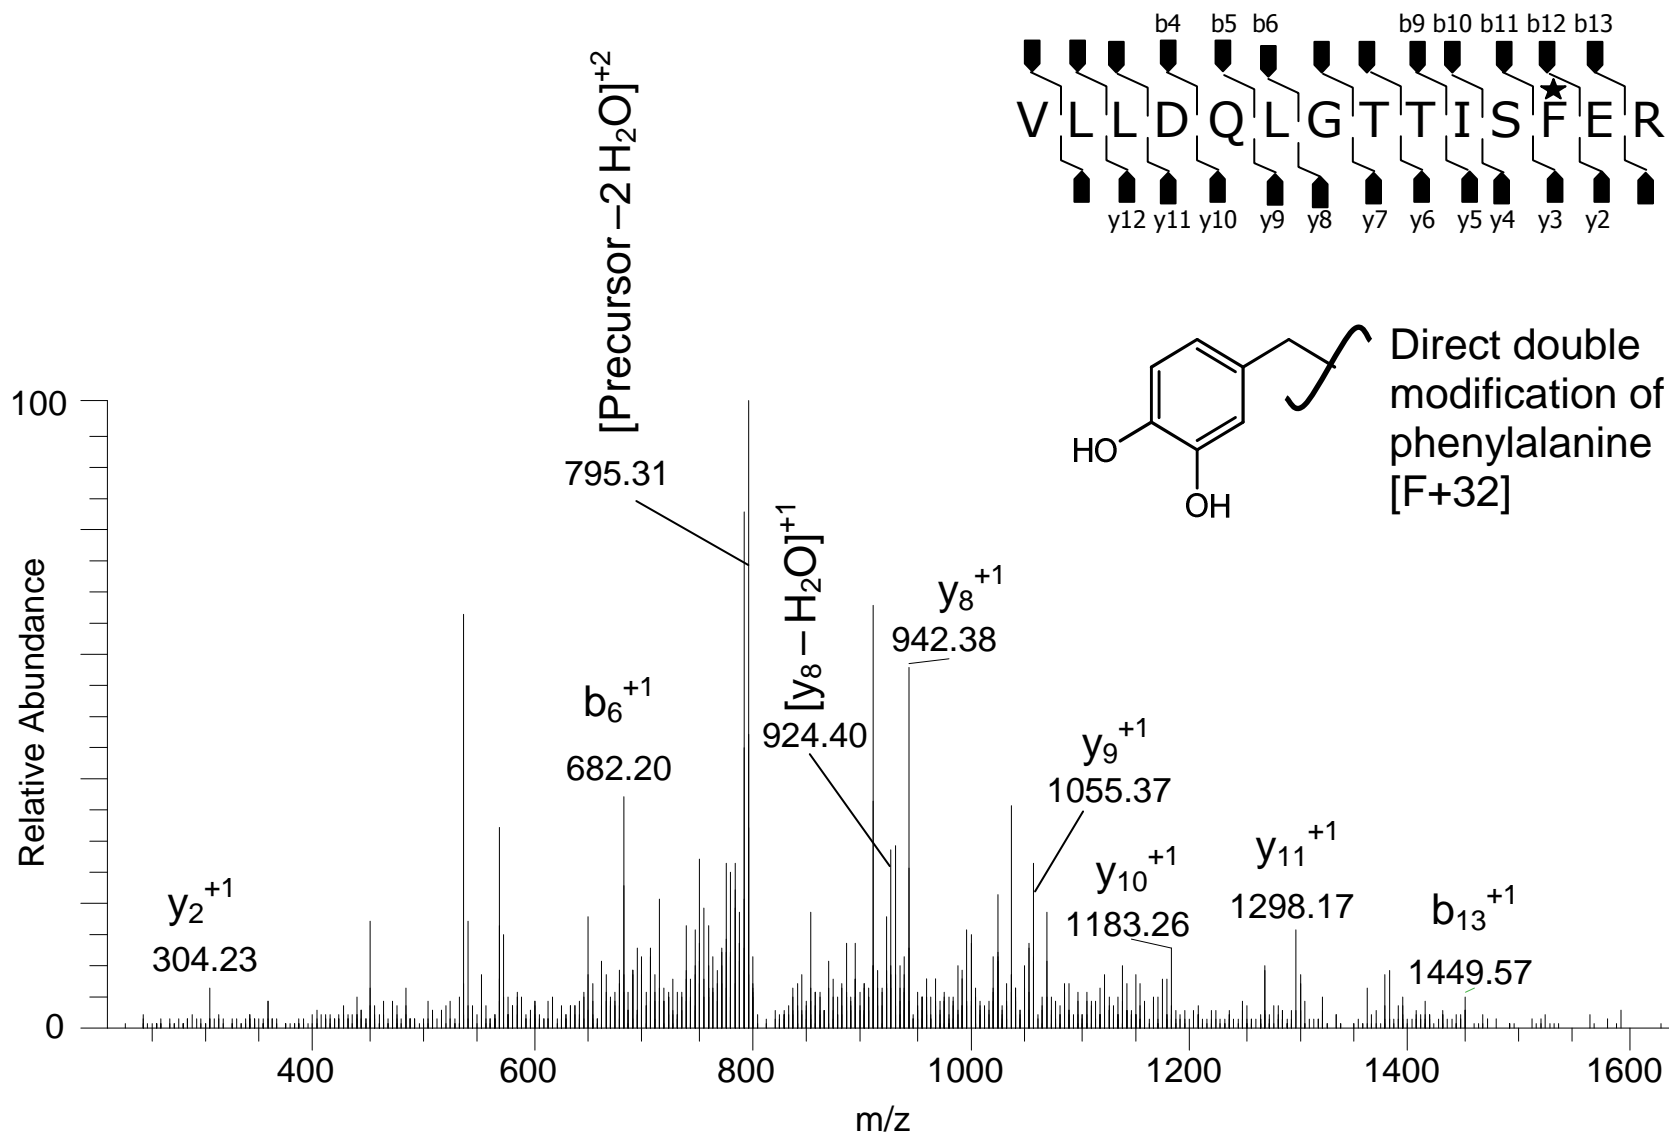 b4 b5 b6 b9 b10 b11 b12 b13
★
V L L D Q L G T T I S F E R
y12 y11 y10 y9 y8 y7 y6 y5 y4 y3 y2
[Precursor – 2 H₂O]⁺²
795.31
[y₈ – H₂O]⁺¹
924.40
Direct double
modification of
phenylalanine
[F+32]
HO
OH
y₈⁺¹
942.38
b₆⁺¹
682.20
y₉⁺¹
1055.37
y₁₀⁺¹
1183.26
y₁₁⁺¹
1298.17
b₁₃⁺¹
1449.57
y₂⁺¹
304.23
100
0
Relative Abundance
400 600 800 1000 1200 1400 1600
m/z